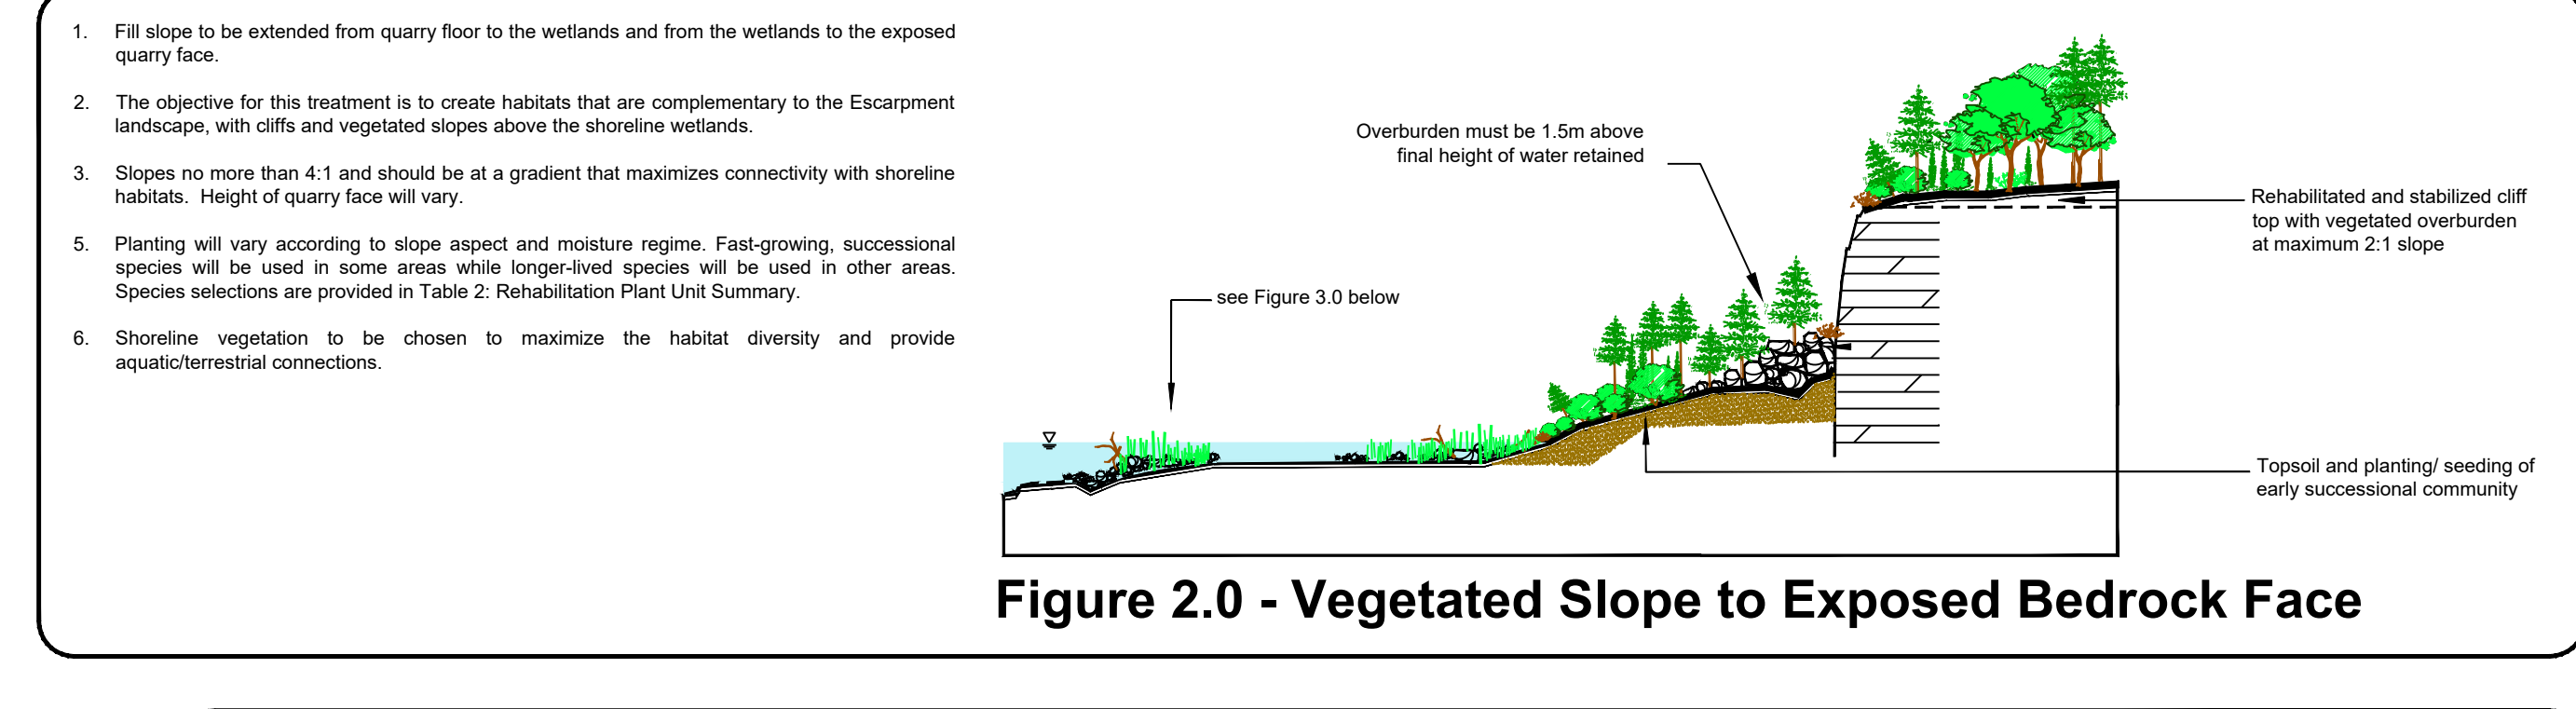 1. Fill slope to be extended from quarry floor to the wetlands and from the wetlands to the exposed
quarry face.
2. The objective for this treatment is to create habitats that are complementary to the Escarpment
landscape, with cliffs and vegetated slopes above the shoreline wetlands.
3. Slopes no more than 4:1 and should be at a gradient that maximizes connectivity with shoreline
habitats. Height of quarry face will vary.
5. Planting will vary according to slope aspect and moisture regime. Fast-growing, successional
species will be used in some areas while longer-lived species will be used in other areas.
Species selections are provided in Table 2: Rehabilitation Plant Unit Summary.
6. Shoreline vegetation to be chosen to maximize the habitat diversity and provide
aquatic/terrestrial connections.
Overburden must be 1.5m above
final height of water retained
see Figure 3.0 below
Rehabilitated and stabilized cliff
top with vegetated overburden
at maximum 2:1 slope
Topsoil and planting/ seeding of
early successional community
Figure 2.0 - Vegetated Slope to Exposed Bedrock Face